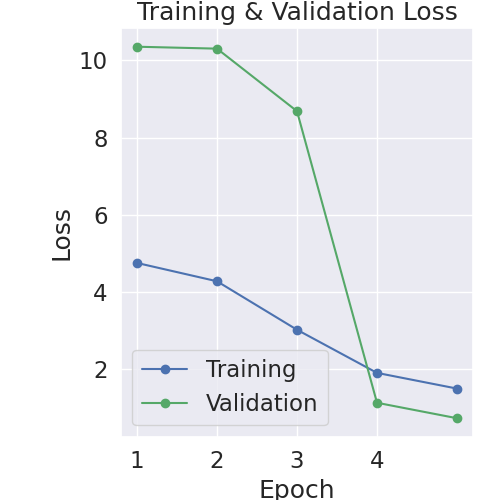 Training & Validation Loss
10
8
6
4
2
Loss
Training
Validation
1 2 3 4
Epoch